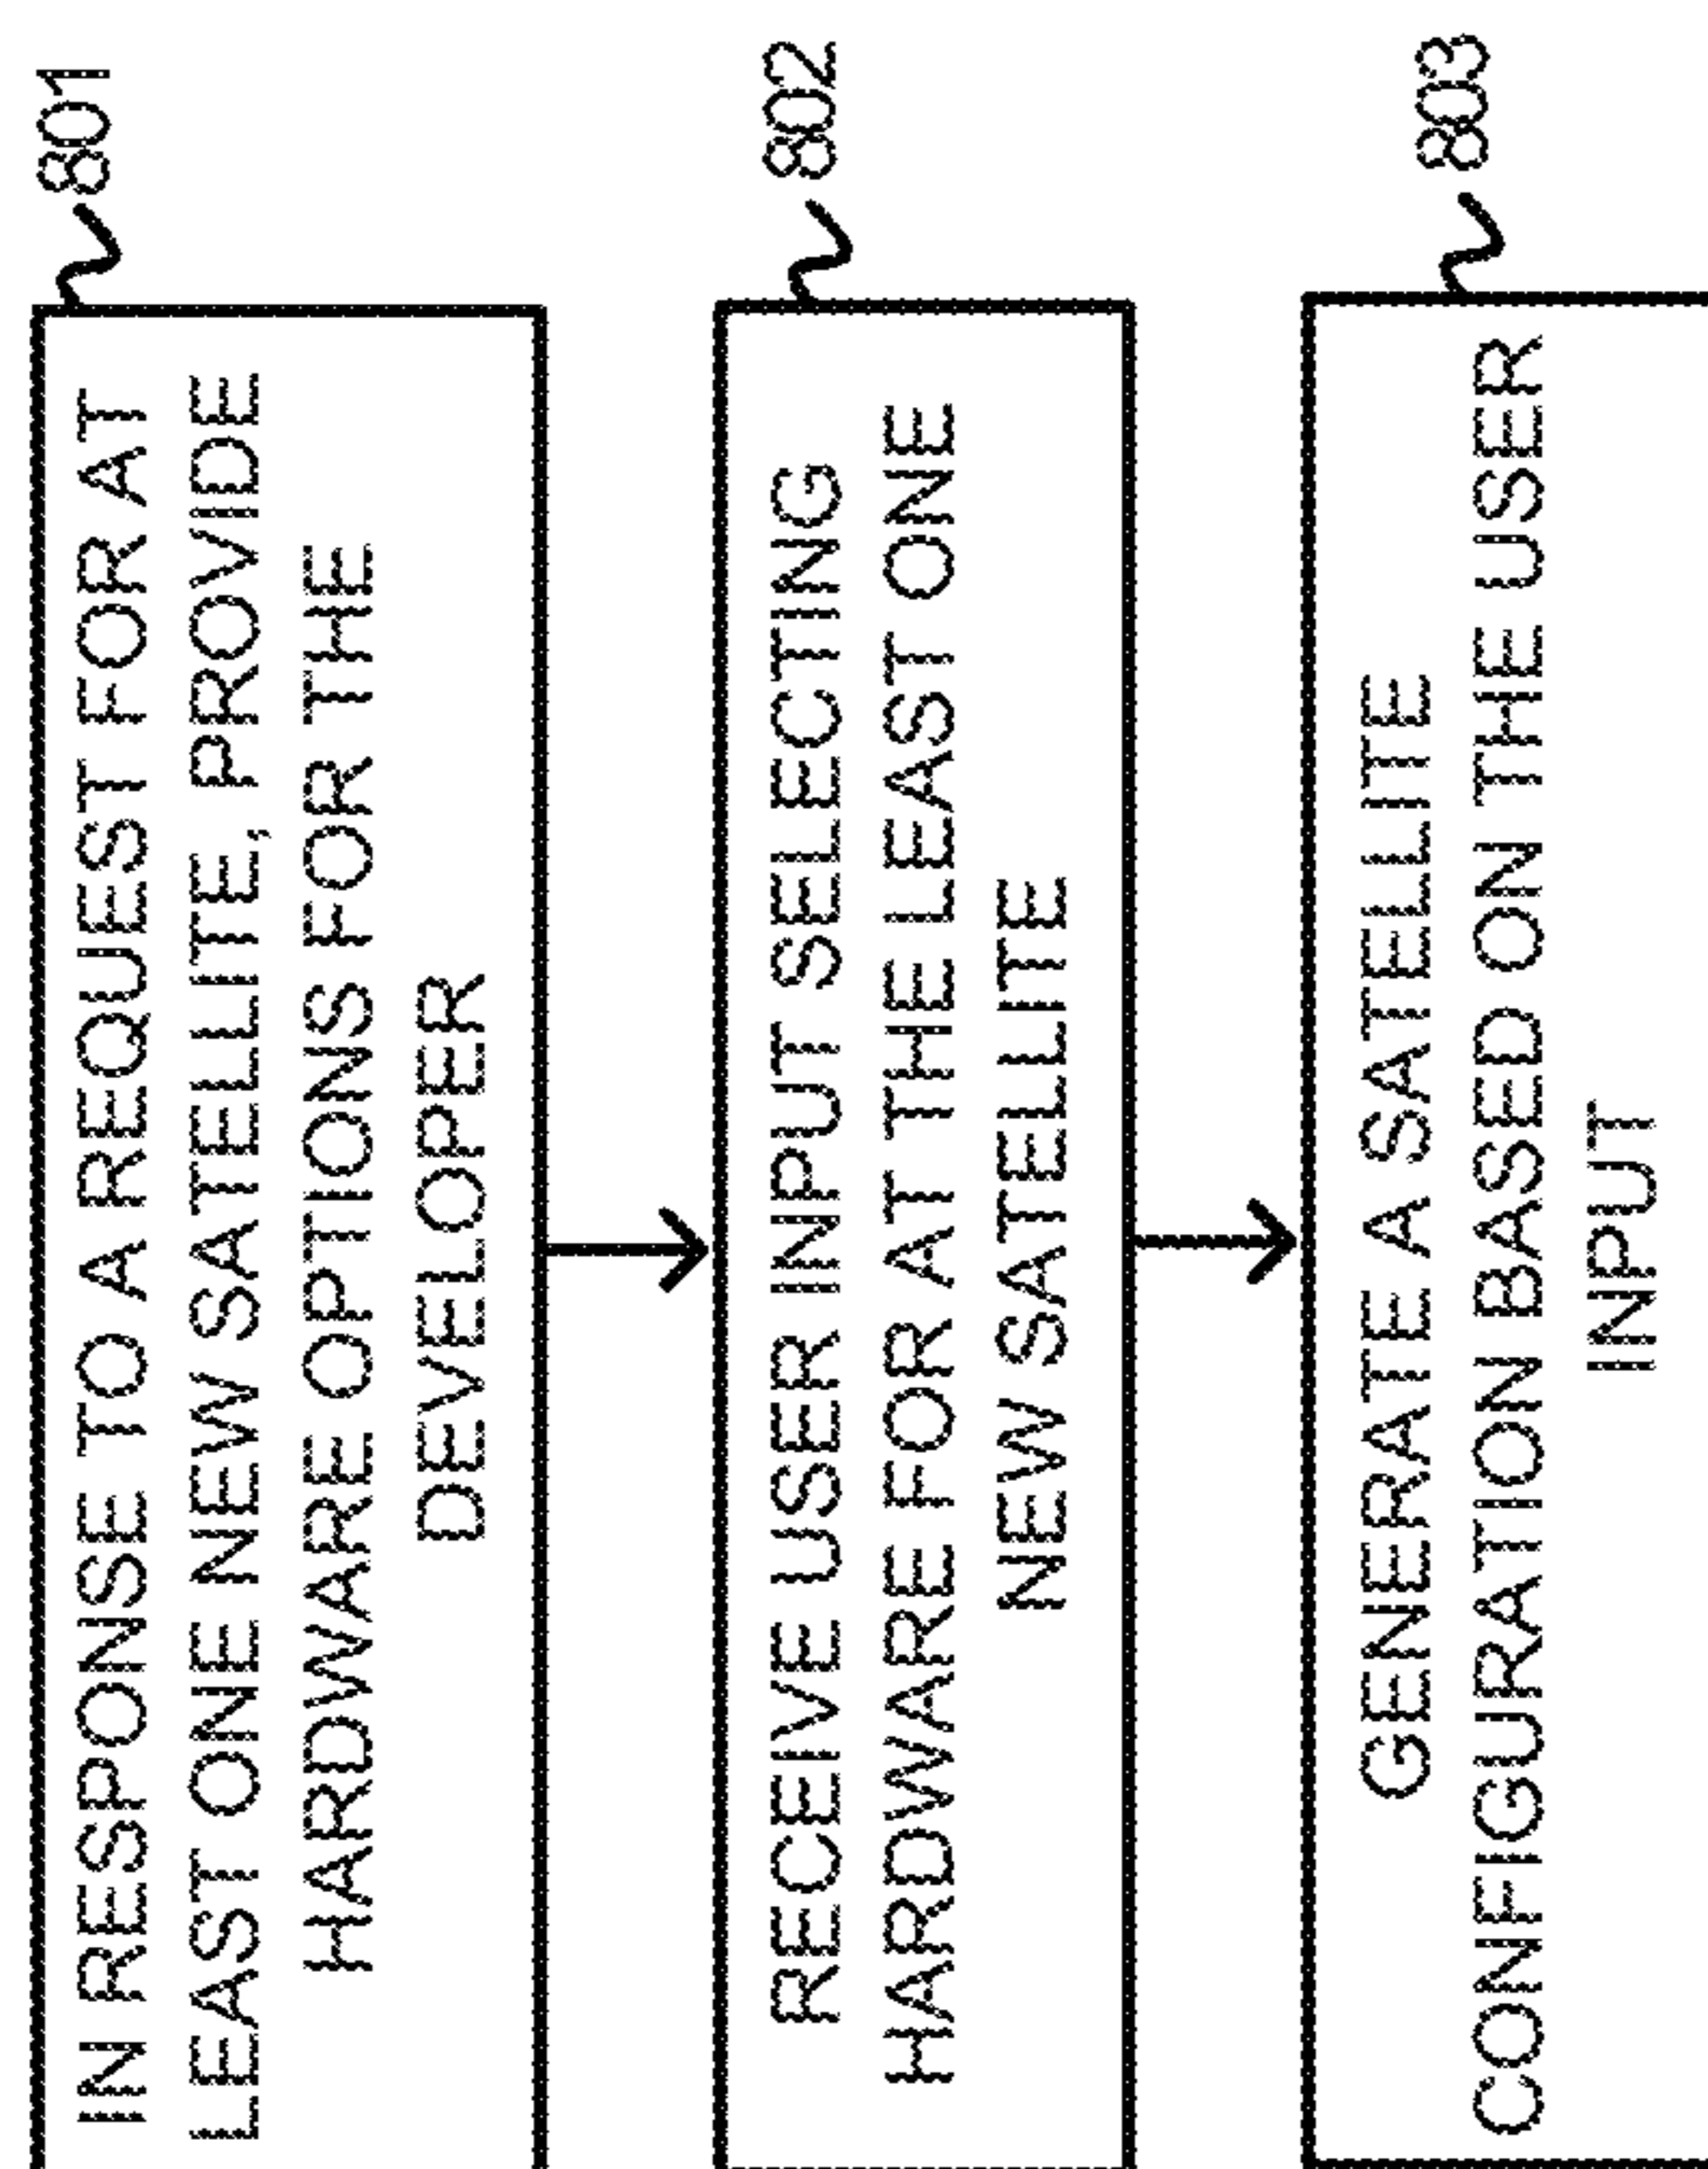 IN RESPONSE TO A REQUEST FOR AT
LEAST ONE NEW SATELLITE, PROVIDE
HARDWARE OPTIONS FOR THE
DEVELOPER
801
RECEIVE USER INPUT SELECTING
HARDWARE FOR AT THE LEAST ONE
NEW SATELLITE
802
GENERATE A SATELLITE
CONFIGURATION BASED ON THE USER
INPUT
803